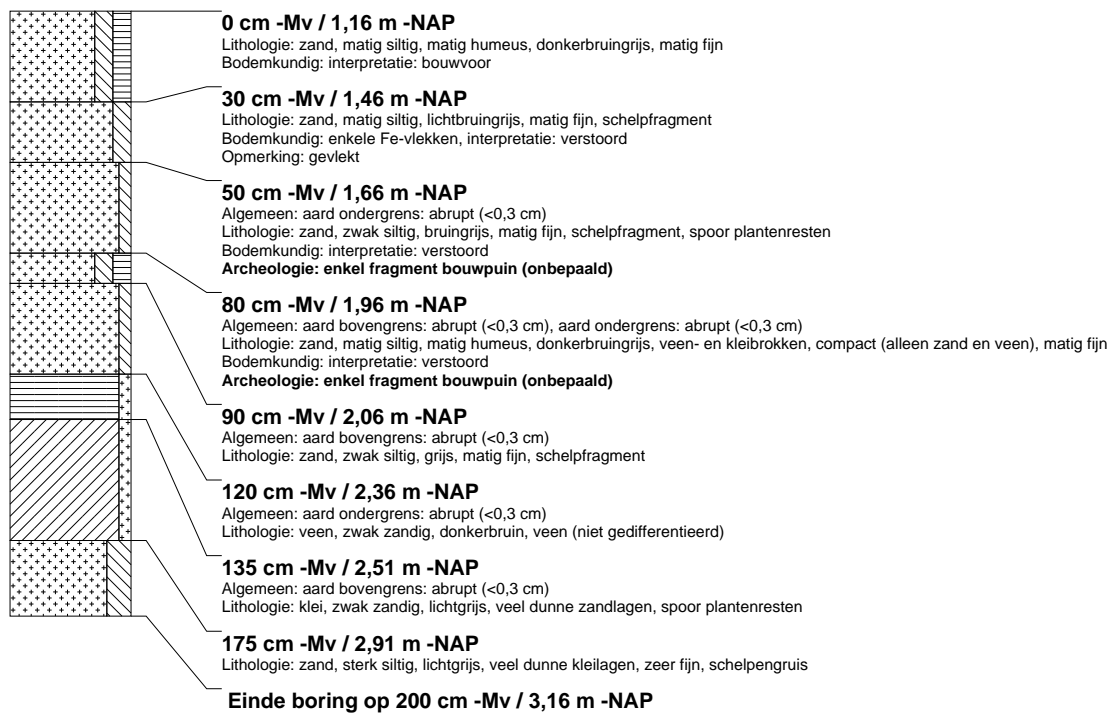 0 cm -Mv / 1,16 m -NAP
Lithologie: zand, matig siltig, matig humeus, donkerbruingrijs, matig fijn
Bodemkundig: interpretatie: bouwvoor
30 cm -Mv / 1,46 m -NAP
Lithologie: zand, matig siltig, lichtbruingrijs, matig fijn, schelpfragment
Bodemkundig: enkele Fe-vlekken, interpretatie: verstoord
Opmerking: gevlekt
50 cm -Mv / 1,66 m -NAP
Algemeen: aard ondergrens: abrupt (<0,3 cm)
Lithologie: zand, zwak siltig, bruingrijs, matig fijn, schelpfragment, spoor plantenresten
Bodemkundig: interpretatie: verstoord
Archeologie: enkel fragment bouwpuin (onbepaald)
80 cm -Mv / 1,96 m -NAP
Algemeen: aard bovengrens: abrupt (<0,3 cm), aard ondergrens: abrupt (<0,3 cm)
Lithologie: zand, matig siltig, matig humeus, donkerbruingrijs, veen- en kleibrokken, compact (alleen zand en veen), matig fijn
Bodemkundig: interpretatie: verstoord
Archeologie: enkel fragment bouwpuin (onbepaald)
90 cm -Mv / 2,06 m -NAP
Algemeen: aard bovengrens: abrupt (<0,3 cm)
Lithologie: zand, zwak siltig, grijs, matig fijn, schelpfragment
120 cm -Mv / 2,36 m -NAP
Algemeen: aard ondergrens: abrupt (<0,3 cm)
Lithologie: veen, zwak zandig, donkerbruin, veen (niet gedifferentieerd)
135 cm -Mv / 2,51 m -NAP
Algemeen: aard bovengrens: abrupt (<0,3 cm)
Lithologie: klei, zwak zandig, lichtgrijs, veel dunne zandlagen, spoor plantenresten
175 cm -Mv / 2,91 m -NAP
Lithologie: zand, sterk siltig, lichtgrijs, veel dunne kleilagen, zeer fijn, schelpengruis
Einde boring op 200 cm -Mv / 3,16 m -NAP